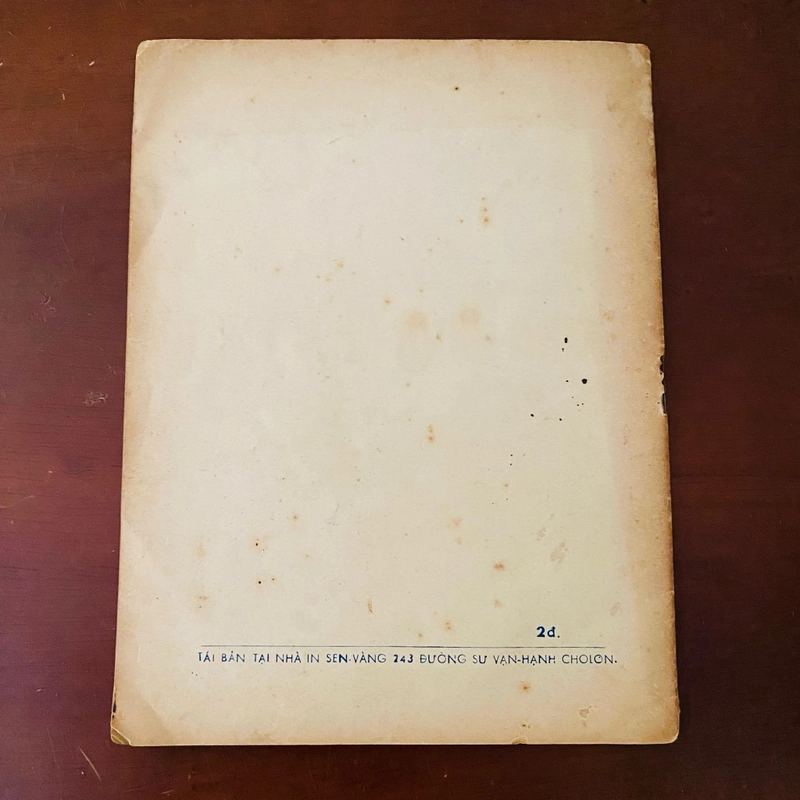 2đ.
TÁI BẢN TẠI NHÀ IN SEN-VÀNG 243 ĐƯỜNG SƯ VẠN-HẠNH CHOLON.